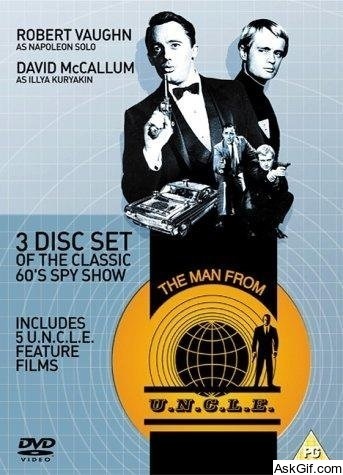 ROBERT VAUGHN
AS NAPOLEON SOLO
DAVID McCALLUM
AS ILLYA KURYAKIN
3 DISC SET
OF THE CLASSIC
60'S SPY SHOW
THE MAN FROM
INCLUDES
5 U.N.C.L.E.
FEATURE
FILMS
U.N.C.L.E.
DVD
VIDEO
PG
AskGif.com